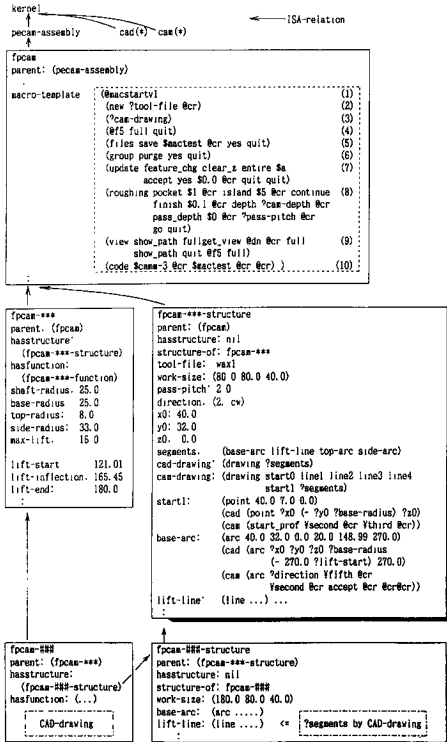 kernel
ISA-relation
pecam-assembly cad(*) cam(*)
fpcam
parent: (pecam-assembly)
:
macro-template (@macstartv1 (1)
(new ?tool-file @cr) (2)
(?cam-drawing) (3)
(@f5 full quit) (4)
(files save $mactest @cr yes quit) (5)
(group purge yes quit) (6)
(update feature_chg clear_z entire $a (7)
accept yes $0.0 @cr quit quit)
(roughing pocket $1 @cr island $5 @cr continue (8)
finish $0.1 @cr depth ?cam-depth @cr
pass_depth $0 @cr ?pass-pitch @cr
go quit)
(view show_path fullget_view @dn @cr full (9)
show_path quit @f5 full)
(code $camm-3 @cr $mactest @cr @cr) ) (10)
:
fpcam-***
parent. (fpcam)
hasstructure'
(fpcam-***-structure)
hasfunction:
(fpcam-***-function)
shaft-radius. 25.0
base-radius 25.0
top-radius: 8.0
side-radius: 33.0
max-lift. 16 0
lift-start 121.01
lift-inflection. 165.45
lift-end: 180.0
:
fpcam-***-structure
parent: (fpcam)
hasstructure: nil
structure-of: fpcam-***
tool-file: wax1
work-size: (80 0 80.0 40.0)
pass-pitch' 2 0
direction. (2. cw)
x0: 40.0
y0: 32.0
z0. 0.0
segments. (base-arc lift-line top-arc side-arc)
cad-drawing' (drawing ?segments)
cam-drawing: (drawing start0 line1 line2 line3 line4
start1 ?segments)
start1: (point 40.0 7.0 0.0)
(cad (point ?x0 (- ?y0 ?base-radius) ?z0)
(cam (start_prof ¥second @cr ¥third @cr))
base-arc: (arc 40.0 32.0 0.0 20.0 148.99 270.0)
(cad (arc ?x0 ?y0 ?z0 ?base-radius
(- 270.0 ?lift-start) 270.0)
(cam (arc ?direction ¥fifth @cr
¥second @cr accept @cr @cr@cr))
lift-line' (line ...) ...
:
fpcam-###
parent: (fpcam-***)
hasstructure:
(fpcam-###-structure)
hasfunction: (...)
CAD-drawing
fpcam-###-structure
parent: (fpcam-***-structure)
hasstructure: nil
structure-of: fpcam-###
work-size: (180.0 80.0 40.0)
base-arc: (arc .....)
lift-line: (line ....) <= ?segments by CAD-drawing
: